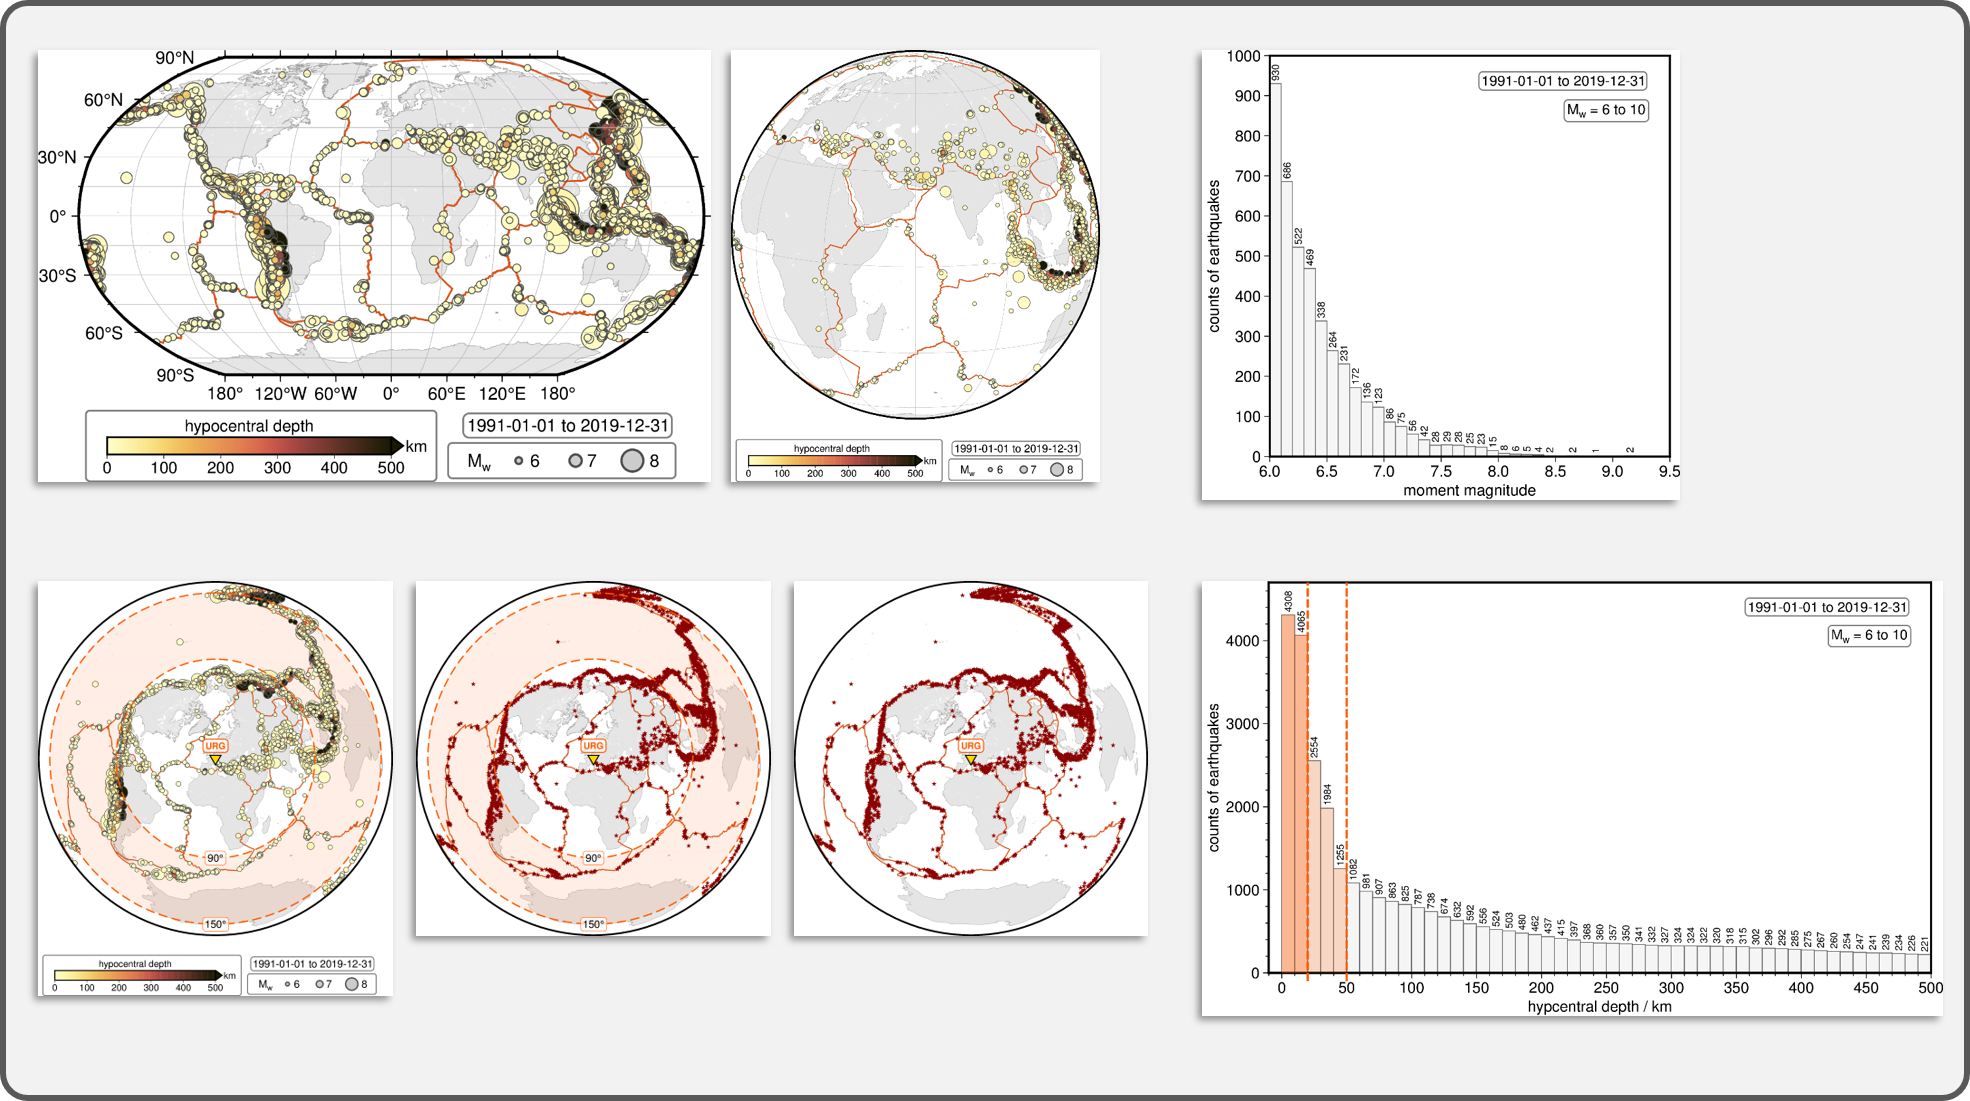 90°N
60°N
30°N
0°
30°S
60°S
90°S
180° 120°W 60°W 0° 60°E 120°E 180°
hypocentral depth
km
0 100 200 300 400 500
1991-01-01 to 2019-12-31
Mw 6 7 8
hypocentral depth
km
0 100 200 300 400 500
1991-01-01 to 2019-12-31
Mw 6 7 8
1000
900
800
700
600
500
400
300
200
100
0
counts of earthquakes
1991-01-01 to 2019-12-31
Mw = 6 to 10
930 686 522 469 338 264 231 172 136 123 86 75 56 42 28 29 28 25 23 15 8 6 5 4 2 2 1 2
6.0 6.5 7.0 7.5 8.0 8.5 9.0 9.5
moment magnitude
URG
90°
150°
hypocentral depth
km
0 100 200 300 400 500
1991-01-01 to 2019-12-31
Mw 6 7 8
URG
90°
150°
URG
4000
3000
2000
1000
0
counts of earthquakes
1991-01-01 to 2019-12-31
Mw = 6 to 10
4308 4065 2554 1984 1255 1082 981 907 863 825 787 738 674 632 592 556 524 503 480 462 437 415 397 368 360 357 350 341 332 327 324 324 322 320 318 315 302 296 292 285 275 267 260 254 247 241 239 234 226 221
0 50 100 150 200 250 300 350 400 450 500
hypcentral depth / km